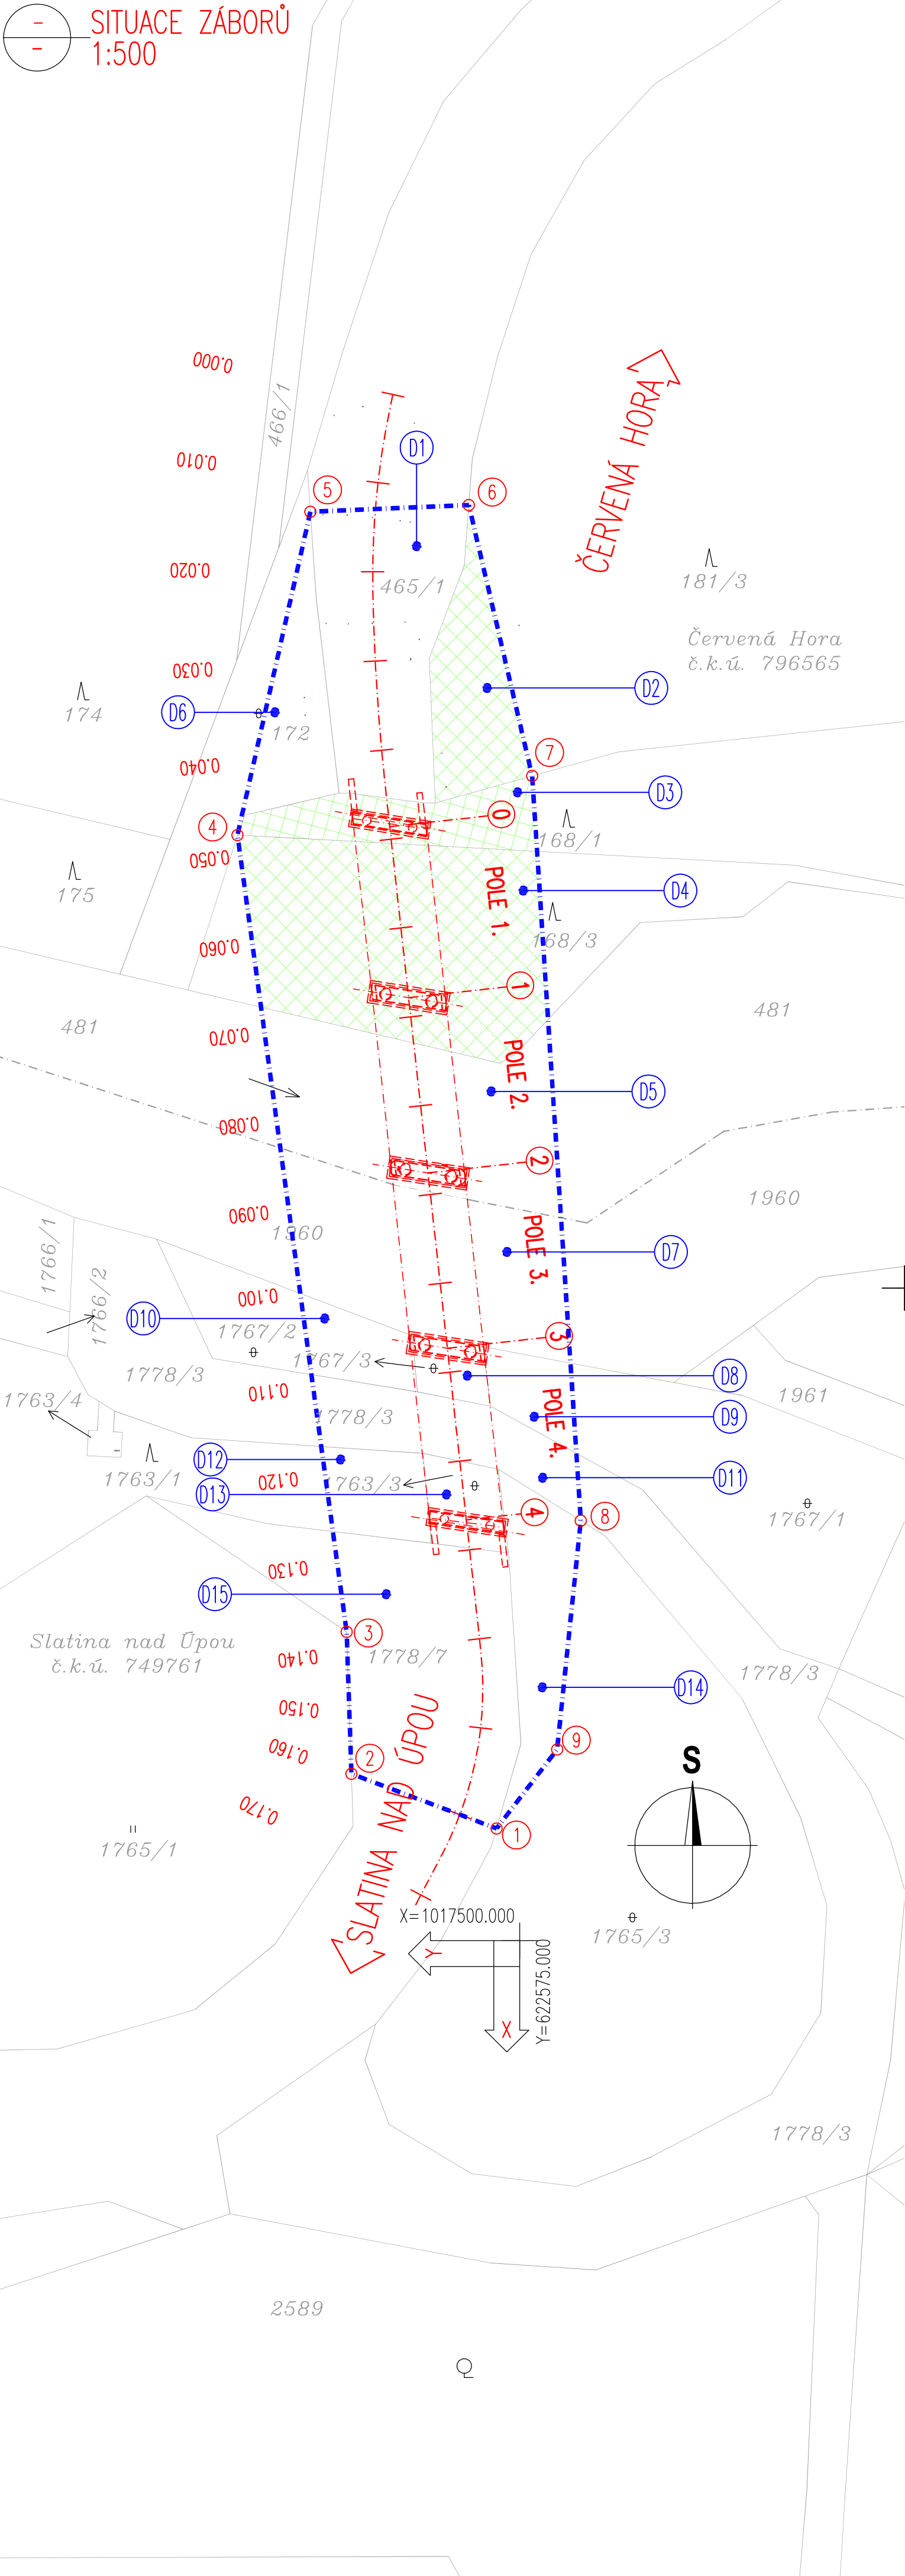 -
-
SITUACE ZÁBORŮ
1:500
0.000
466/1
ČERVENÁ HORA
D1
0.010
5
6
0.020
465/1
181/3
Červená Hora
č.k.ú. 796565
0.030
D2
174
D6
172
7
0.040
D3
0
4
168/1
0.050
175
POLE 1.
D4
0.060
168/3
1
481
481
0.070
POLE 2.
D5
0.080
2
1960
0.090
1960
POLE 3.
D7
1766/1
1766/2
0.100
D10
1767/2
3
1767/3
1778/3
D8
0.110
1763/4
1961
1778/3
POLE 4.
D9
D12
1763/1
0.120
1763/3
D11
D13
4
8
1767/1
0.130
D15
Slatina nad Úpou
č.k.ú. 749761
3
1778/7
0.140
1778/3
D14
0.150
SLATINA NAD ÚPOU
9
0.160
2
S
0.170
1
1765/1
X=1017500.000
1765/3
Y
Y=622575.000
X
1778/3
2589